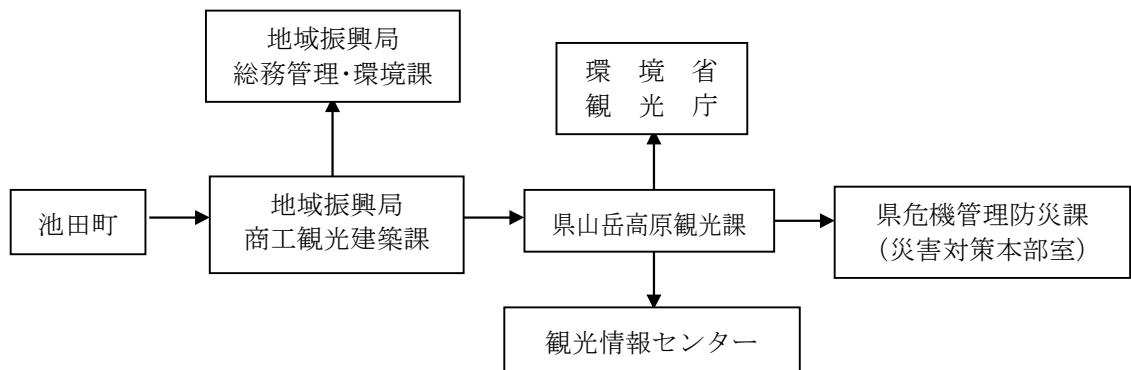 地域振興局
総務管理・環境課
環　境　省
観　光　庁
池田町
地域振興局
商工観光建築課
県山岳高原観光課
県危機管理防災課
（災害対策本部室）
観光情報センター